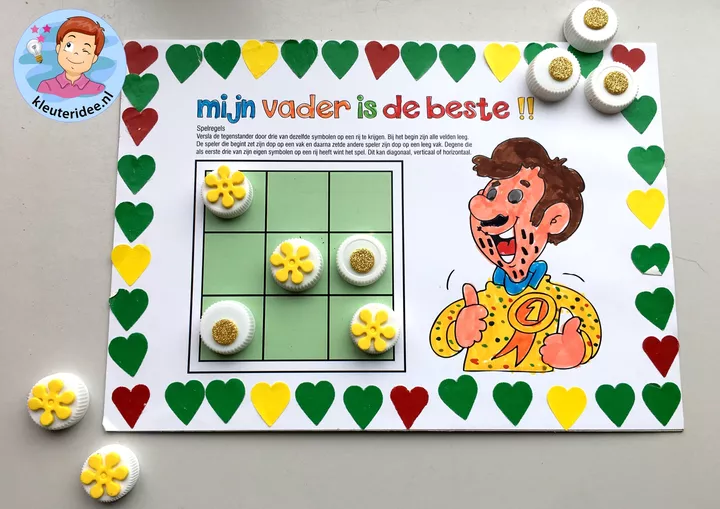 kleuteridee.nl
mijn vader is de beste !!
Spelregels
Versla de tegenstander door drie van dezelfde symbolen op een rij te krijgen. Bij het begin zijn alle velden leeg.
De speler die begint zet zijn dop op een vak en daarna zetde andere speler zijn dop op een leeg vak. Degene die
als eerste drie van zijn eigen symbolen op een rij heeft wint het spel. Dit kan diagonaal, verticaal of horizontaal.
1